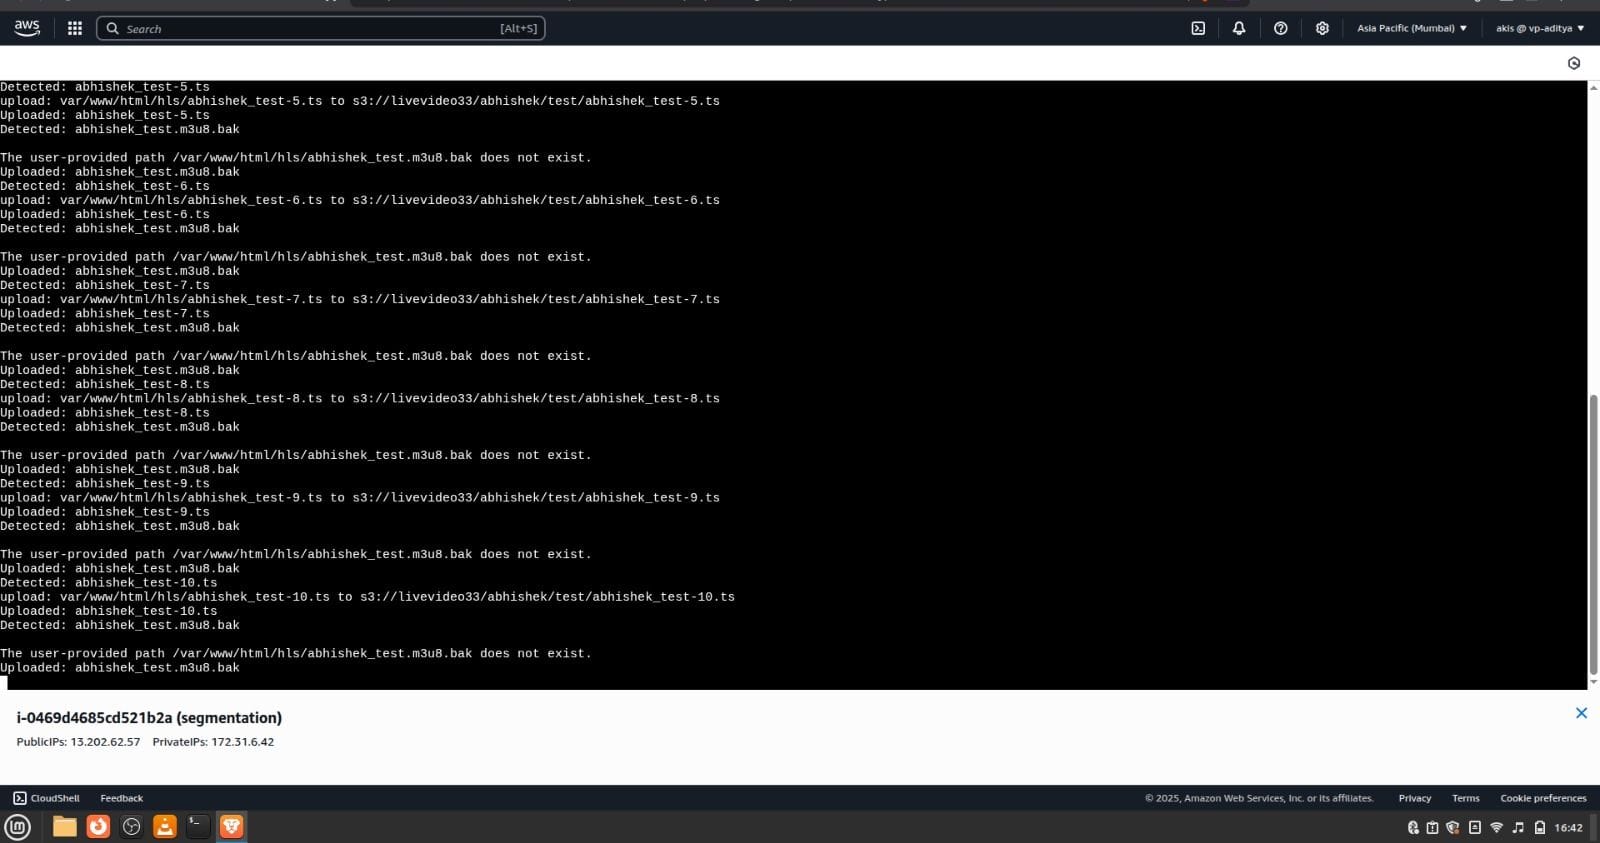 aws
Search
[Alt+S]
Asia Pacific (Mumbai)
akis @ vp-aditya
Detected: abhishek_test-5.ts
upload: var/www/html/hls/abhishek_test-5.ts to s3://livevideo33/abhishek/test/abhishek_test-5.ts
Uploaded: abhishek_test-5.ts
Detected: abhishek_test.m3u8.bak
The user-provided path /var/www/html/hls/abhishek_test.m3u8.bak does not exist.
Uploaded: abhishek_test.m3u8.bak
Detected: abhishek_test-6.ts
upload: var/www/html/hls/abhishek_test-6.ts to s3://livevideo33/abhishek/test/abhishek_test-6.ts
Uploaded: abhishek_test-6.ts
Detected: abhishek_test.m3u8.bak
The user-provided path /var/www/html/hls/abhishek_test.m3u8.bak does not exist.
Uploaded: abhishek_test.m3u8.bak
Detected: abhishek_test-7.ts
upload: var/www/html/hls/abhishek_test-7.ts to s3://livevideo33/abhishek/test/abhishek_test-7.ts
Uploaded: abhishek_test-7.ts
Detected: abhishek_test.m3u8.bak
The user-provided path /var/www/html/hls/abhishek_test.m3u8.bak does not exist.
Uploaded: abhishek_test.m3u8.bak
Detected: abhishek_test-8.ts
upload: var/www/html/hls/abhishek_test-8.ts to s3://livevideo33/abhishek/test/abhishek_test-8.ts
Uploaded: abhishek_test-8.ts
Detected: abhishek_test.m3u8.bak
The user-provided path /var/www/html/hls/abhishek_test.m3u8.bak does not exist.
Uploaded: abhishek_test.m3u8.bak
Detected: abhishek_test-9.ts
upload: var/www/html/hls/abhishek_test-9.ts to s3://livevideo33/abhishek/test/abhishek_test-9.ts
Uploaded: abhishek_test-9.ts
Detected: abhishek_test.m3u8.bak
The user-provided path /var/www/html/hls/abhishek_test.m3u8.bak does not exist.
Uploaded: abhishek_test.m3u8.bak
Detected: abhishek_test-10.ts
upload: var/www/html/hls/abhishek_test-10.ts to s3://livevideo33/abhishek/test/abhishek_test-10.ts
Uploaded: abhishek_test-10.ts
Detected: abhishek_test.m3u8.bak
The user-provided path /var/www/html/hls/abhishek_test.m3u8.bak does not exist.
Uploaded: abhishek_test.m3u8.bak
i-0469d4685cd521b2a (segmentation)
PublicIPs: 13.202.62.57 PrivateIPs: 172.31.6.42
CloudShell Feedback
© 2025, Amazon Web Services, Inc. or its affiliates. Privacy Terms Cookie preferences
16:42